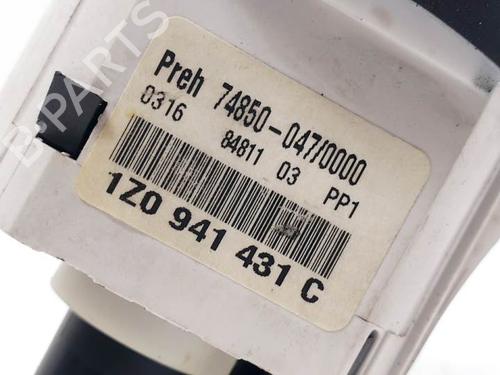 Preh 74850-047/0000
0316 84811 03 PP1
1Z0 941 431 C
B-PARTS